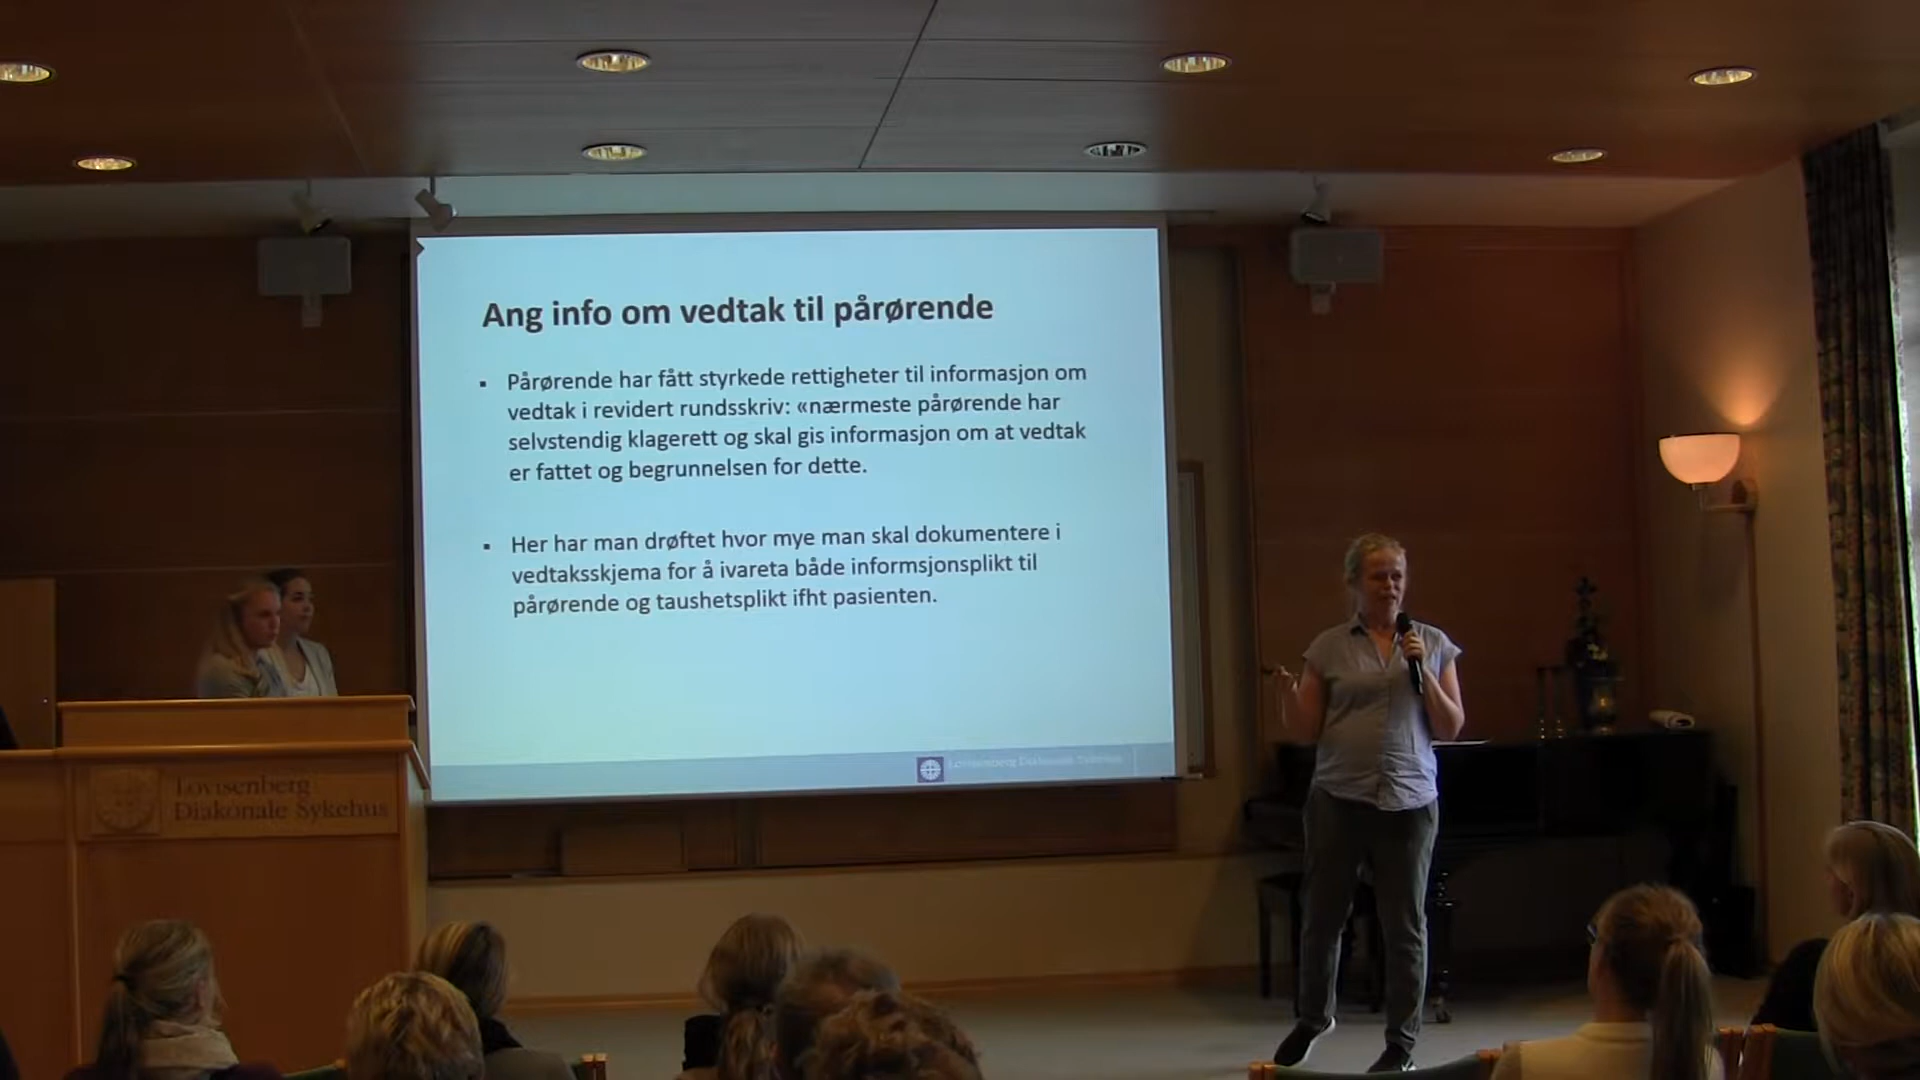 Ang info om vedtak til pårørende
▪ Pårørende har fått styrkede rettigheter til informasjon om
vedtak i revidert rundsskriv: «nærmeste pårørende har
selvstendig klagerett og skal gis informasjon om at vedtak
er fattet og begrunnelsen for dette.
▪ Her har man drøftet hvor mye man skal dokumentere i
vedtaksskjema for å ivareta både informsjonsplikt til
pårørende og taushetsplikt ifht pasienten.
Lovisenberg Diakonale Sykehus
Lovisenberg
Diakonale Sykehus